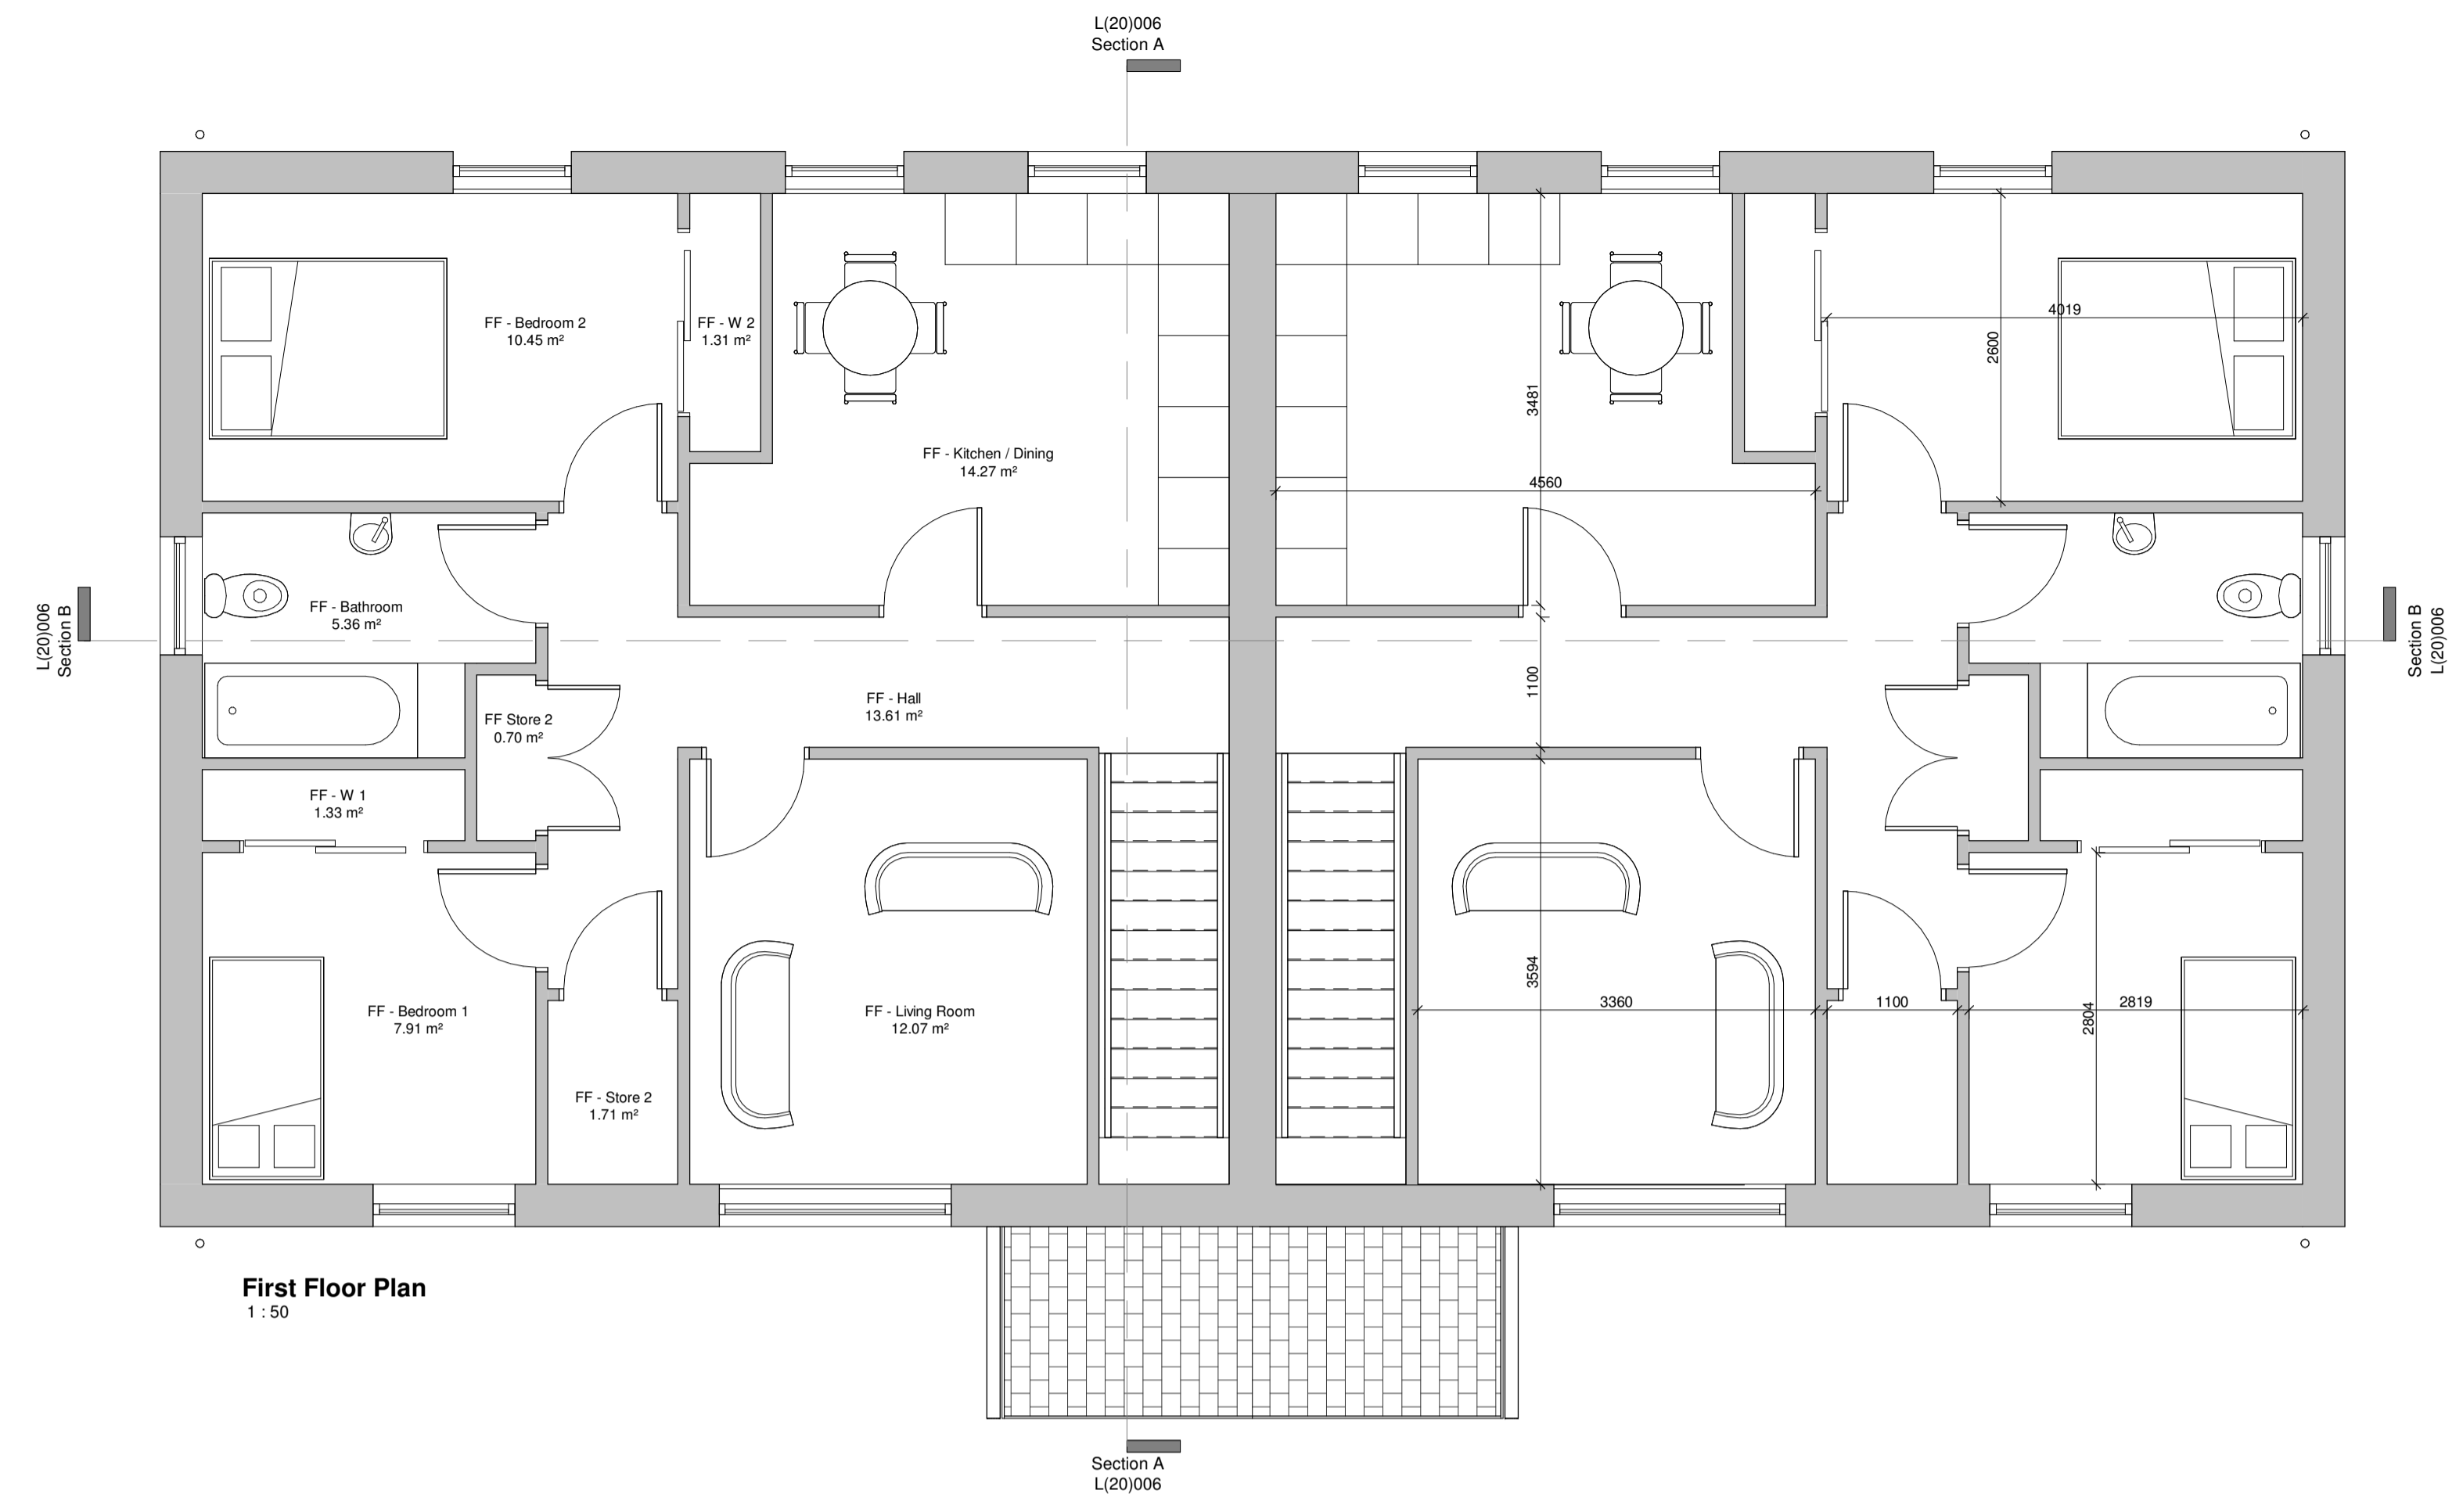 L(20)006
Section A
4019
FF - Bedroom 2
10.45 m²
FF - W 2
1.31 m²
2600
3481
FF - Kitchen / Dining
14.27 m²
4560
L(20)006
Section B
FF - Bathroom
5.36 m²
Section B
L(20)006
1100
FF - Hall
13.61 m²
FF Store 2
0.70 m²
FF - W 1
1.33 m²
3594
FF - Bedroom 1
7.91 m²
FF - Living Room
12.07 m²
3360
1100
2804
2819
FF - Store 2
1.71 m²
First Floor Plan
1 : 50
Section A
L(20)006